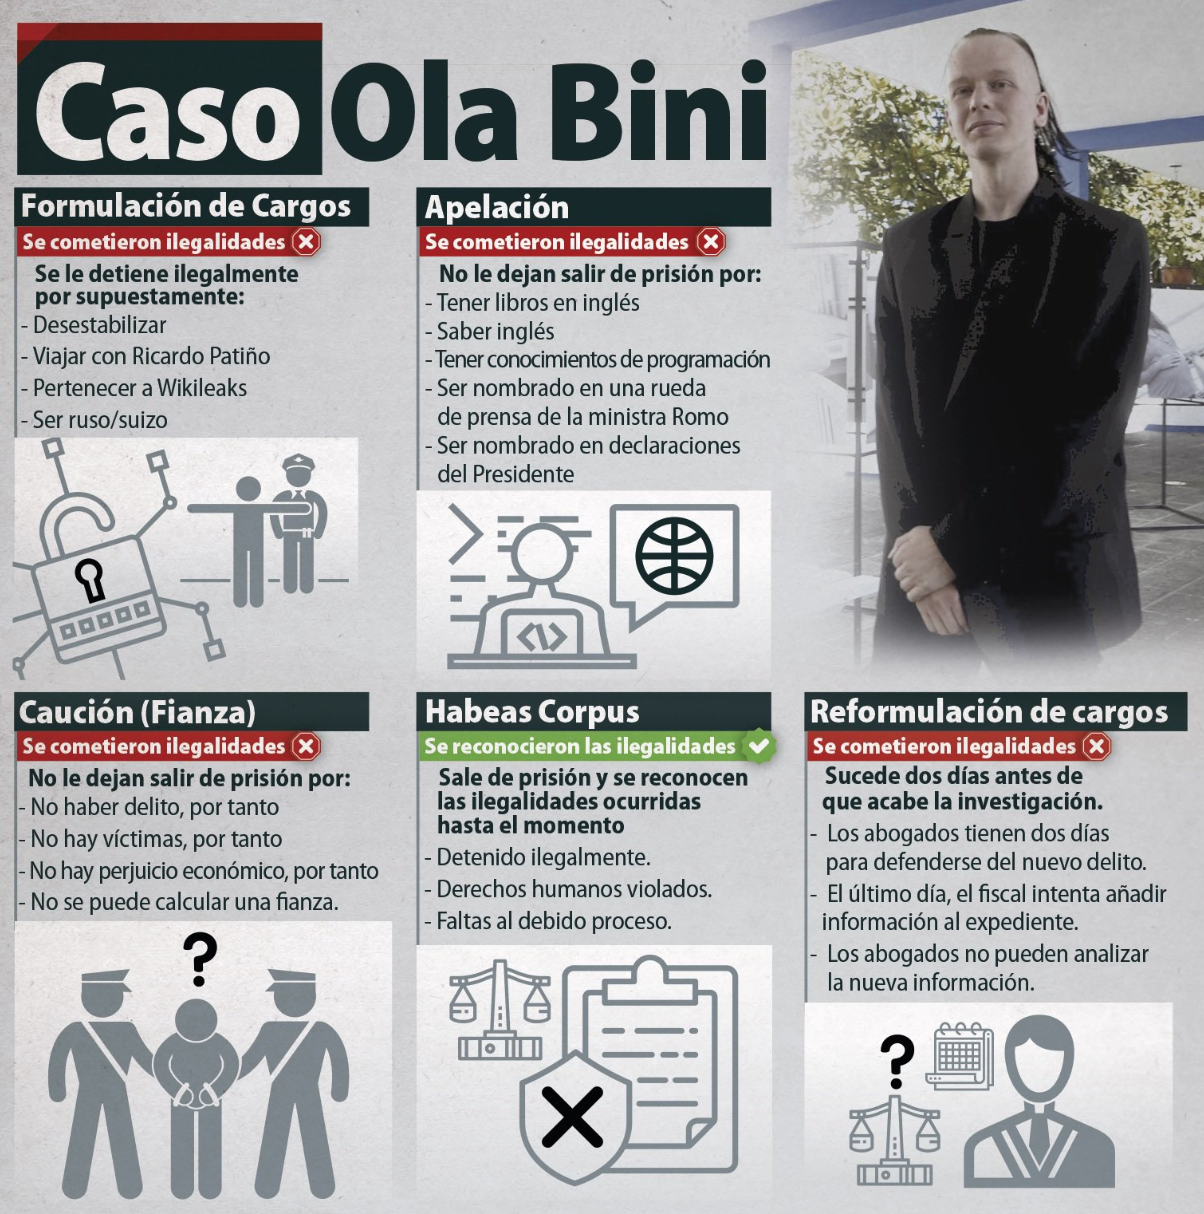 Caso Ola Bini
Formulación de Cargos
Se cometieron ilegalidades
Se le detiene ilegalmente
por supuestamente:
- Desestabilizar
- Viajar con Ricardo Patiño
- Pertenecer a Wikileaks
- Ser ruso/suizo
Apelación
Se cometieron ilegalidades
No le dejan salir de prisión por:
- Tener libros en inglés
- Saber inglés
- Tener conocimientos de programación
- Ser nombrado en una rueda
de prensa de la ministra Romo
- Ser nombrado en declaraciones
del Presidente
Caución (Fianza)
Se cometieron ilegalidades
No le dejan salir de prisión por:
- No haber delito, por tanto
- No hay víctimas, por tanto
- No hay perjuicio económico, por tanto
- No se puede calcular una fianza.
?
Habeas Corpus
Se reconocieron las ilegalidades
Sale de prisión y se reconocen
las ilegalidades ocurridas
hasta el momento
- Detenido ilegalmente.
- Derechos humanos violados.
- Faltas al debido proceso.
Reformulación de cargos
Se cometieron ilegalidades
Sucede dos días antes de
que acabe la investigación.
- Los abogados tienen dos días
para defenderse del nuevo delito.
- El último día, el fiscal intenta añadir
información al expediente.
- Los abogados no pueden analizar
la nueva información.
?